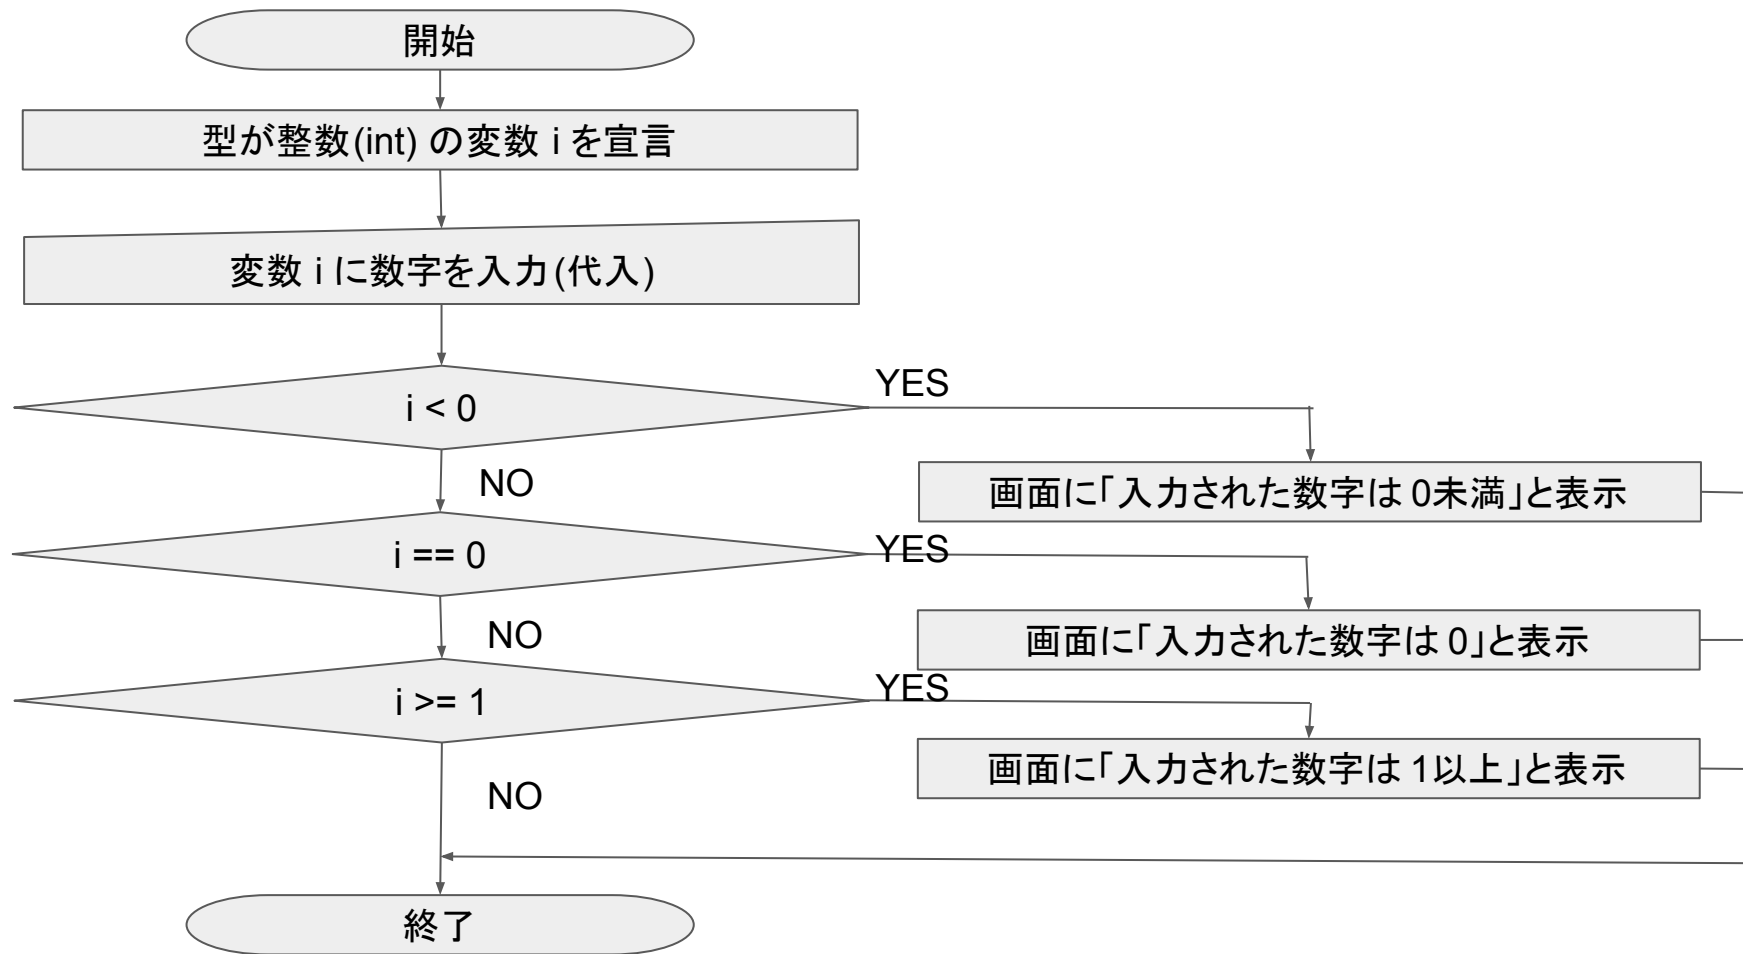 開始
型が整数(int) の変数 i を宣言
変数 i に数字を入力(代入)
i < 0
YES
画面に「入力された数字は 0未満」と表示
NO
i == 0
YES
画面に「入力された数字は 0」と表示
NO
i >= 1
YES
画面に「入力された数字は 1以上」と表示
NO
終了